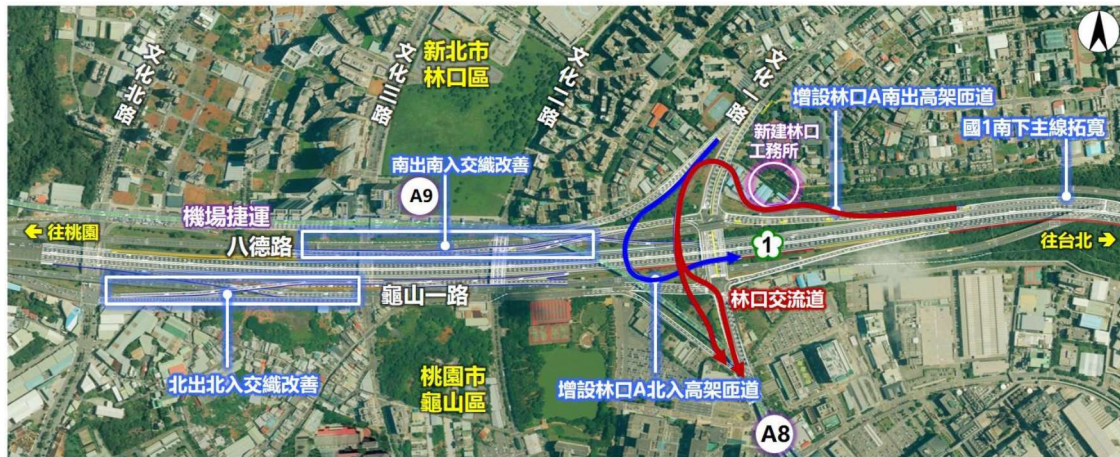 文化北路
文化三路
新北市
林口區
文化二路
文化一路
增設林口A南出高架匝道
新建林口
工務所
國1南下主線拓寬
南出南入交織改善
A9
機場捷運
← 往桃園
八德路
1
往台北 →
龜山一路
林口交流道
北出北入交織改善
桃園市
龜山區
增設林口A北入高架匝道
A8